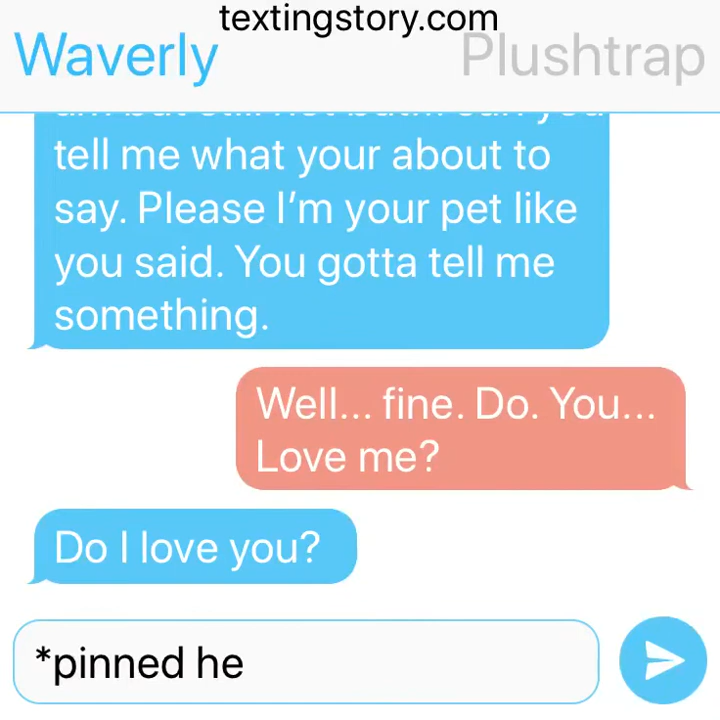 textingstory.com
Waverly Plushtrap
tell me what your about to
say. Please I'm your pet like
you said. You gotta tell me
something.
Well... fine. Do. You...
Love me?
Do I love you?
*pinned he